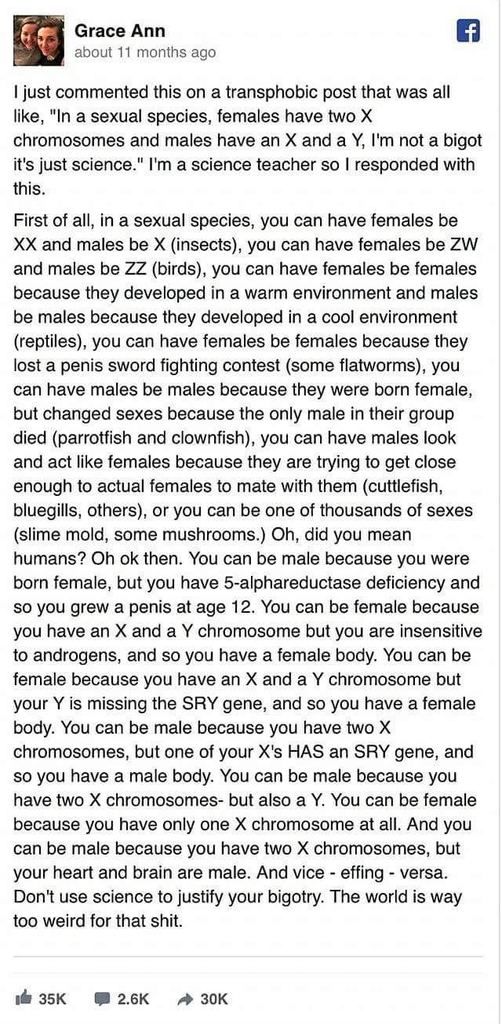 Grace Ann
about 11 months ago
I just commented this on a transphobic post that was all
like, "In a sexual species, females have two X
chromosomes and males have an X and a Y, I'm not a bigot
it's just science." I'm a science teacher so I responded with
this.
First of all, in a sexual species, you can have females be
XX and males be X (insects), you can have females be ZW
and males be ZZ (birds), you can have females be females
because they developed in a warm environment and males
be males because they developed in a cool environment
(reptiles), you can have females be females because they
lost a penis sword fighting contest (some flatworms), you
can have males be males because they were born female,
but changed sexes because the only male in their group
died (parrotfish and clownfish), you can have males look
and act like females because they are trying to get close
enough to actual females to mate with them (cuttlefish,
bluegills, others), or you can be one of thousands of sexes
(slime mold, some mushrooms.) Oh, did you mean
humans? Oh ok then. You can be male because you were
born female, but you have 5-alphareductase deficiency and
so you grew a penis at age 12. You can be female because
you have an X and a Y chromosome but you are insensitive
to androgens, and so you have a female body. You can be
female because you have an X and a Y chromosome but
your Y is missing the SRY gene, and so you have a female
body. You can be male because you have two X
chromosomes, but one of your X's HAS an SRY gene, and
so you have a male body. You can be male because you
have two X chromosomes- but also a Y. You can be female
because you have only one X chromosome at all. And you
can be male because you have two X chromosomes, but
your heart and brain are male. And vice - effing - versa.
Don't use science to justify your bigotry. The world is way
too weird for that shit.
35K 2.6K 30K